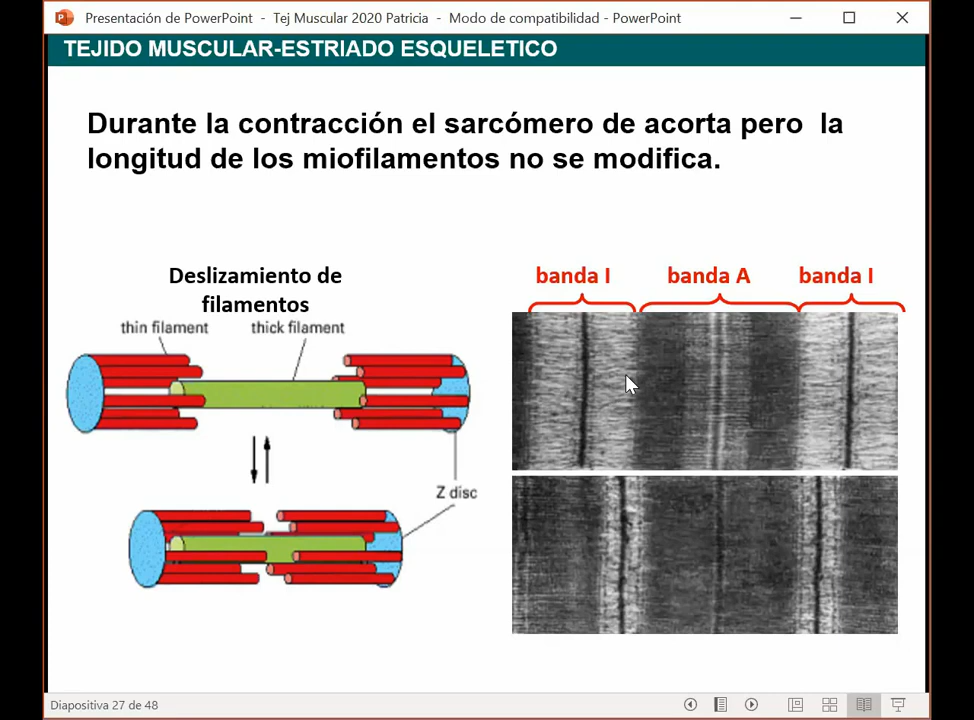 Presentación de PowerPoint - Tej Muscular 2020 Patricia - Modo de compatibilidad - PowerPoint
TEJIDO MUSCULAR-ESTRIADO ESQUELETICO
Durante la contracción el sarcómero de acorta pero la
longitud de los miofilamentos no se modifica.
Deslizamiento de
filamentos
thin filament
thick filament
Z disc
banda I
banda A
banda I
Diapositiva 27 de 48